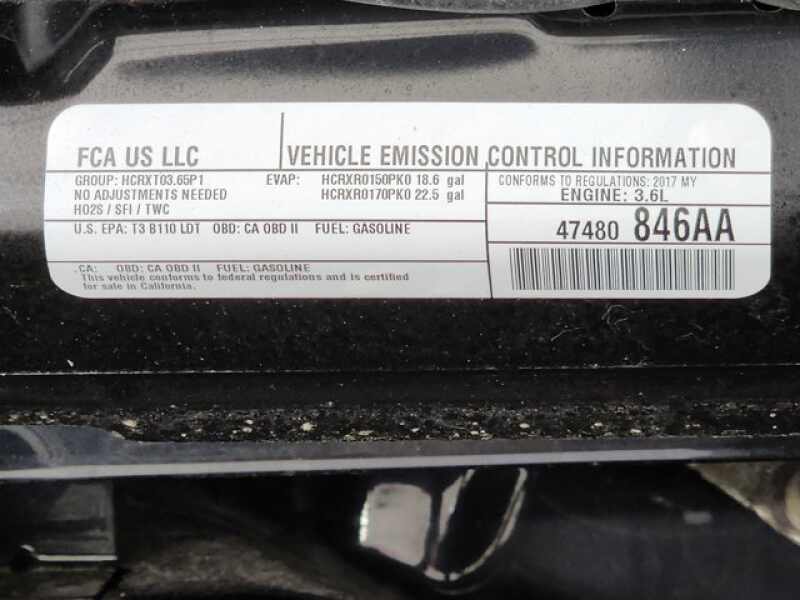 FCA US LLC
VEHICLE EMISSION CONTROL INFORMATION
GROUP: HCRXT03.65P1 EVAP: HCRXR0150PK0 18.6 gal
NO ADJUSTMENTS NEEDED HCRXR0170PK0 22.5 gal
HO2S / SFI / TWC
CONFORMS TO REGULATIONS: 2017 MY
ENGINE: 3.6L
U.S. EPA: T3 B110 LDT OBD: CA OBD II FUEL: GASOLINE
47480 846AA
CA: OBD: CA OBD II FUEL: GASOLINE
This vehicle conforms to federal regulations and is certified
for sale in California.